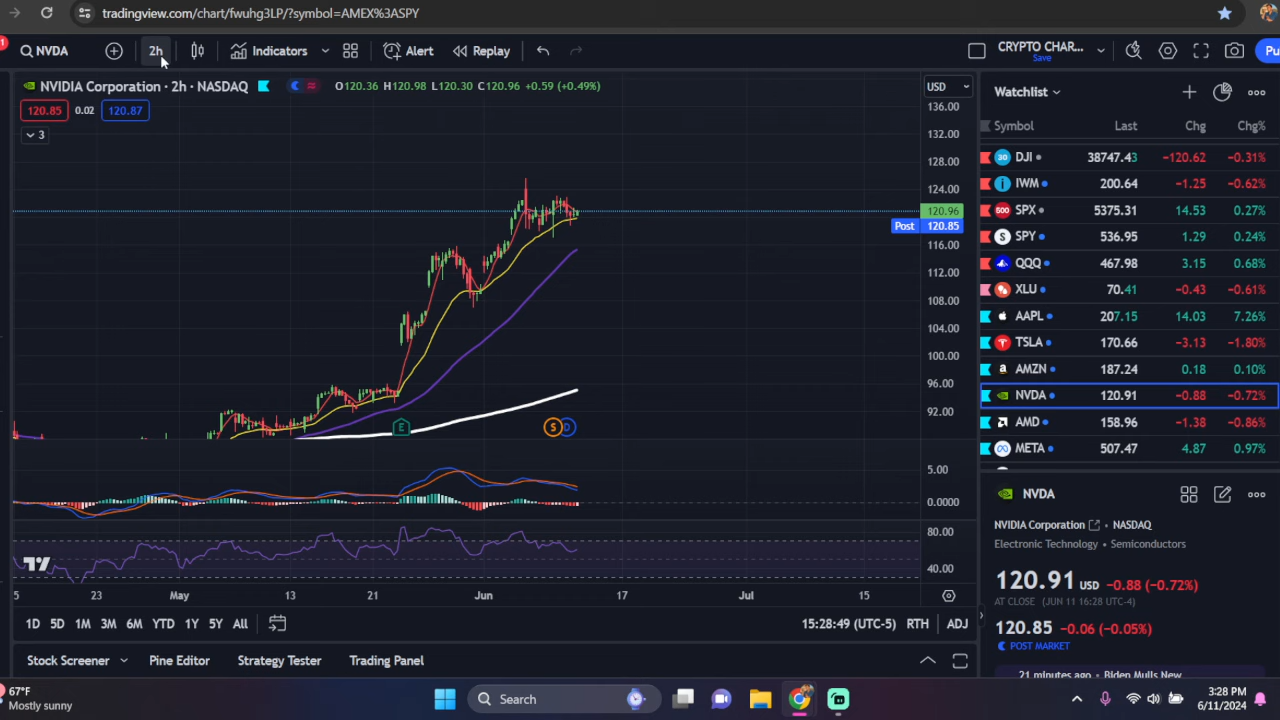 tradingview.com/chart/fwuhg3LP/?symbol=AMEX%3ASPY
1
NVDA 2h Indicators Alert Replay CRYPTO CHAR... Save Pu
NVIDIA Corporation · 2h · NASDAQ O120.36 H120.98 L120.30 C120.96 +0.59 (+0.49%)
120.85 0.02 120.87
3
USD
136.00
132.00
128.00
124.00
120.96
Post 120.85
116.00
112.00
108.00
104.00
100.00
96.00
92.00
E S D
5.00
0.0000
80.00
40.00
5 23 May 13 21 Jun 17 Jul 15
1D 5D 1M 3M 6M YTD 1Y 5Y All 15:28:49 (UTC-5) RTH ADJ
Stock Screener Pine Editor Strategy Tester Trading Panel
Watchlist
Symbol Last Chg Chg%
30 DJI 38747.43 −120.62 −0.31%
IWM 200.64 −1.25 −0.62%
500 SPX 5375.31 14.53 0.27%
S SPY 536.95 1.29 0.24%
QQQ 467.98 3.15 0.68%
XLU 70.41 −0.43 −0.61%
AAPL 207.15 14.03 7.26%
TSLA 170.66 −3.13 −1.80%
a AMZN 187.24 0.18 0.10%
NVDA 120.91 −0.88 −0.72%
AMD 158.96 −1.38 −0.86%
META 507.47 4.87 0.97%
NVDA
NVIDIA Corporation • NASDAQ
Electronic Technology • Semiconductors
120.91 USD −0.88 (−0.72%)
AT CLOSE (JUN 11 16:28 UTC-4)
120.85 −0.06 (−0.05%)
POST MARKET
21 minutes ago • Biden Mulls New
67°F
Mostly sunny
Search
3:28 PM
6/11/2024